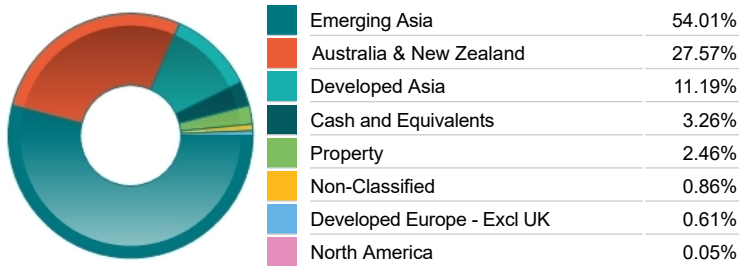 Emerging Asia 54.01%
Australia & New Zealand 27.57%
Developed Asia 11.19%
Cash and Equivalents 3.26%
Property 2.46%
Non-Classified 0.86%
Developed Europe - Excl UK 0.61%
North America 0.05%